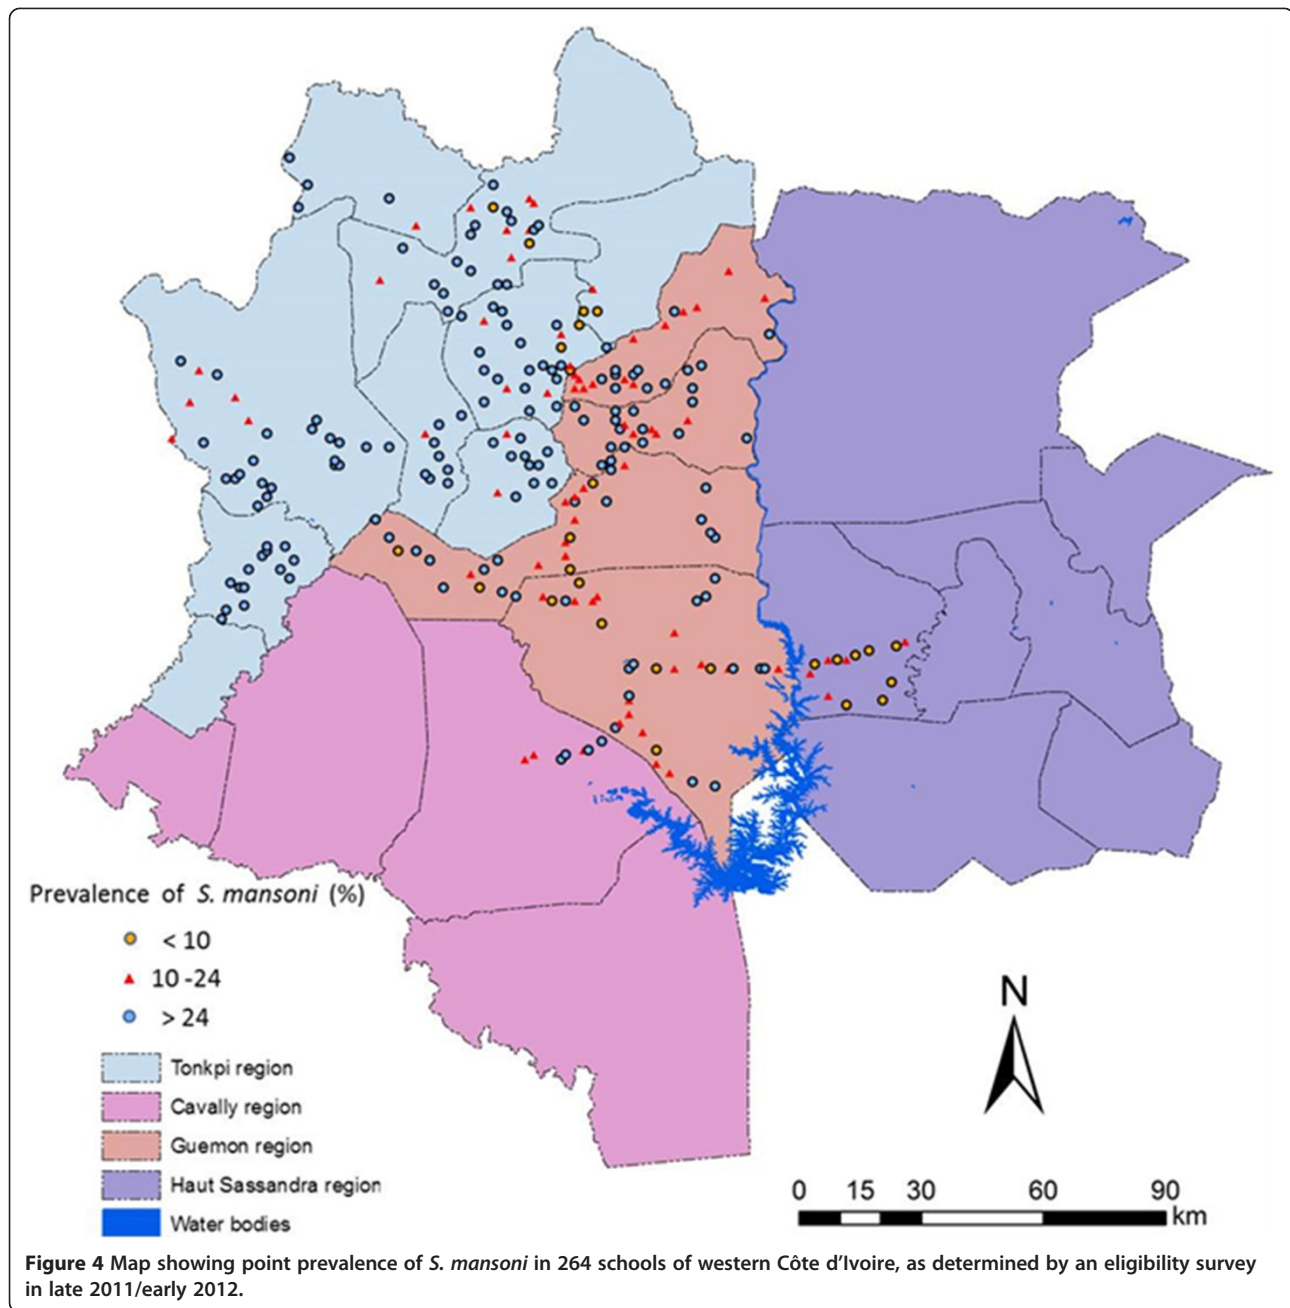 Prevalence of S. mansoni (%)
< 10
10 -24
> 24
Tonkpi region
Cavally region
Guemon region
Haut Sassandra region
Water bodies
N
0 15 30 60 90
km
Figure 4 Map showing point prevalence of S. mansoni in 264 schools of western Côte d'Ivoire, as determined by an eligibility survey
in late 2011/early 2012.